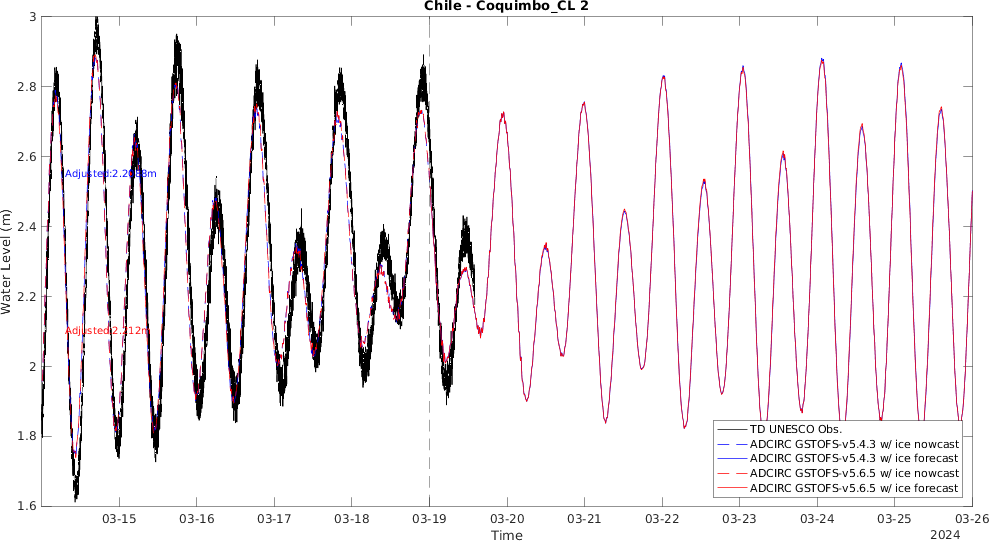 Chile - Coquimbo_CL 2
Water Level (m)
3
2.8
2.6
2.4
2.2
2
1.8
1.6
Adjusted:2.212m
TD UNESCO Obs.
ADCIRC GSTOFS-v5.4.3 w/ ice nowcast
ADCIRC GSTOFS-v5.4.3 w/ ice forecast
ADCIRC GSTOFS-v5.6.5 w/ ice nowcast
ADCIRC GSTOFS-v5.6.5 w/ ice forecast
03-15 03-16 03-17 03-18 03-19 03-20 03-21 03-22 03-23 03-24 03-25 03-26
Time
2024